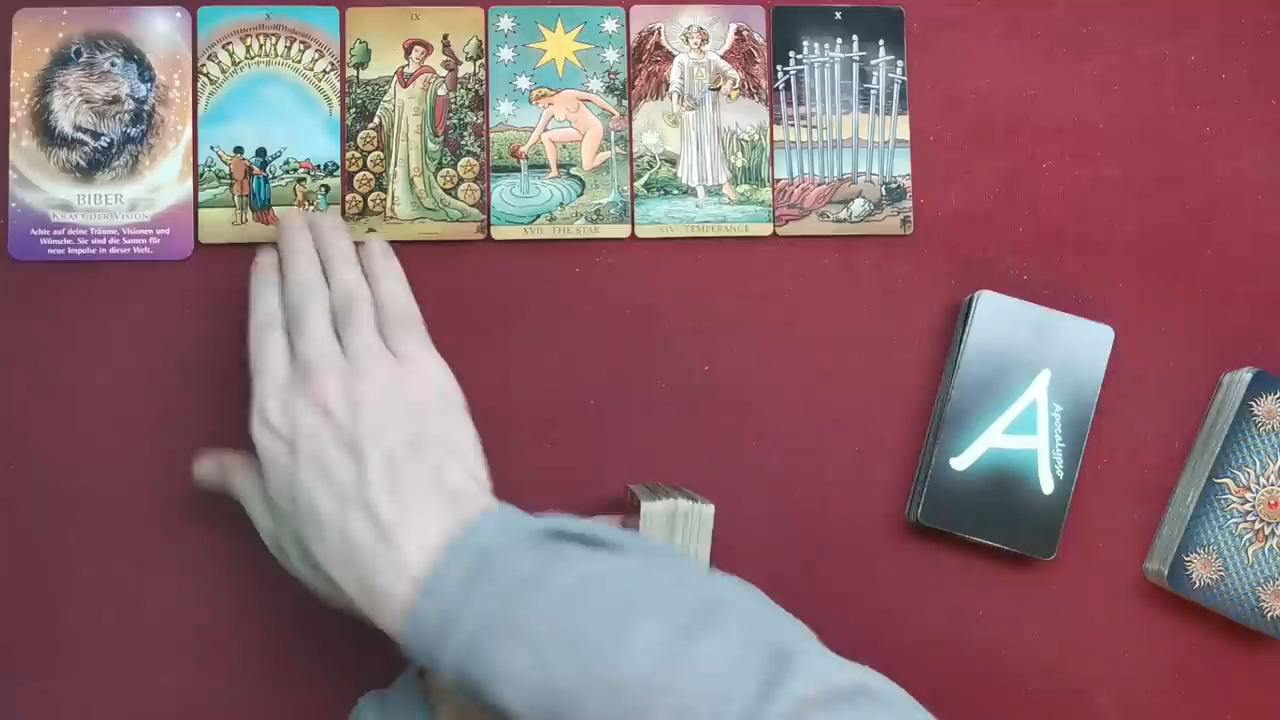 BIBER
KRAFT DER VISION
Achte auf deine Träume, Visionen und
Wünsche. Sie sind die Samen für
neue Impulse in dieser Welt.
X
IX
XVII THE STAR
XIV TEMPERANCE
X
A
Apocalypso